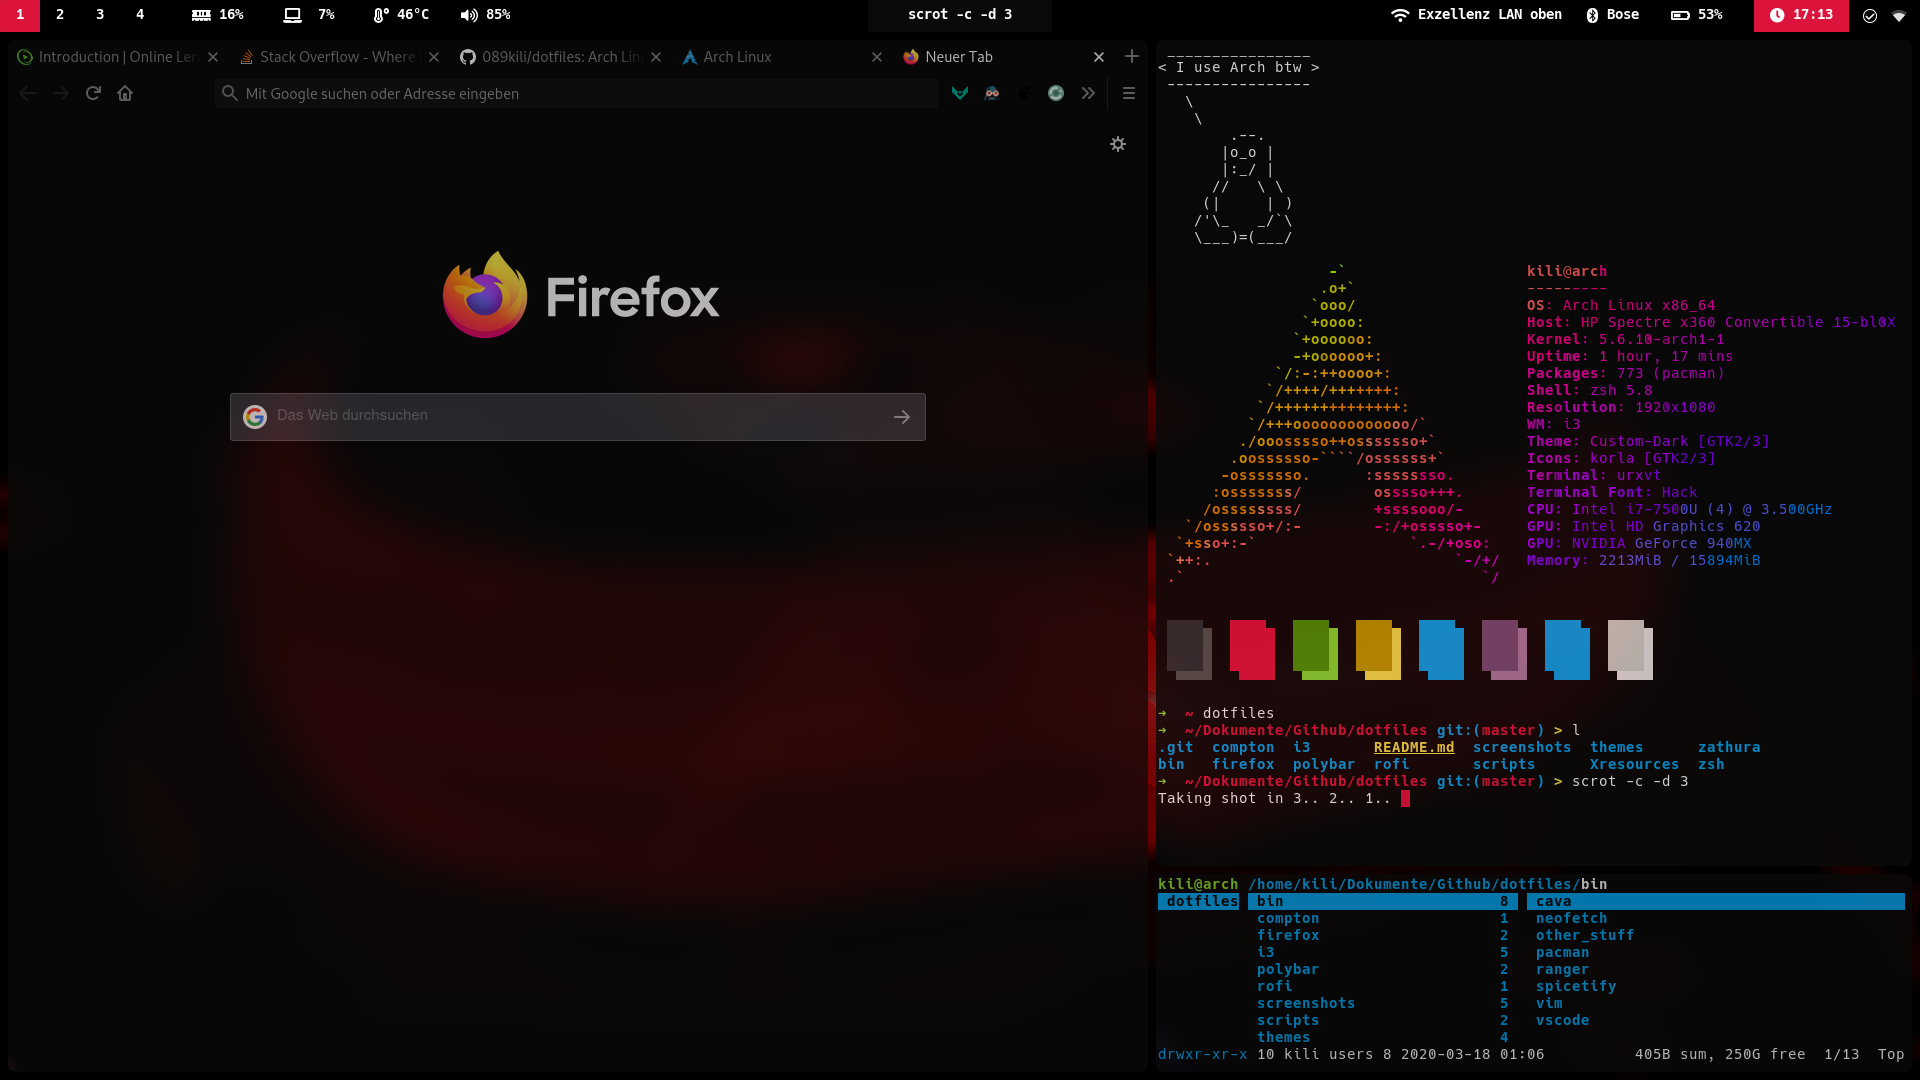 1 2 3 4 16% 7% 46°C 85% scrot -c -d 3 Exzellenz LAN oben Bose 53% 17:13
Introduction | Online Ler Stack Overflow - Where 089kili/dotfiles: Arch Lin Arch Linux Neuer Tab
Mit Google suchen oder Adresse eingeben
Firefox
Das Web durchsuchen
< I use Arch btw >
kili@arch
---------
OS: Arch Linux x86_64
Host: HP Spectre x360 Convertible 15-bl0X
Kernel: 5.6.10-arch1-1
Uptime: 1 hour, 17 mins
Packages: 773 (pacman)
Shell: zsh 5.8
Resolution: 1920x1080
WM: i3
Theme: Custom-Dark [GTK2/3]
Icons: korla [GTK2/3]
Terminal: urxvt
Terminal Font: Hack
CPU: Intel i7-7500U (4) @ 3.500GHz
GPU: Intel HD Graphics 620
GPU: NVIDIA GeForce 940MX
Memory: 2213MiB / 15894MiB
→ ~ dotfiles
→ ~/Dokumente/Github/dotfiles git:(master) > l
.git compton i3 README.md screenshots themes zathura
bin firefox polybar rofi scripts Xresources zsh
→ ~/Dokumente/Github/dotfiles git:(master) > scrot -c -d 3
Taking shot in 3.. 2.. 1..
kili@arch /home/kili/Dokumente/Github/dotfiles/bin
dotfiles bin 8 cava
compton 1 neofetch
firefox 2 other_stuff
i3 5 pacman
polybar 2 ranger
rofi 1 spicetify
screenshots 5 vim
scripts 2 vscode
themes 4
drwxr-xr-x 10 kili users 8 2020-03-18 01:06 405B sum, 250G free 1/13 Top